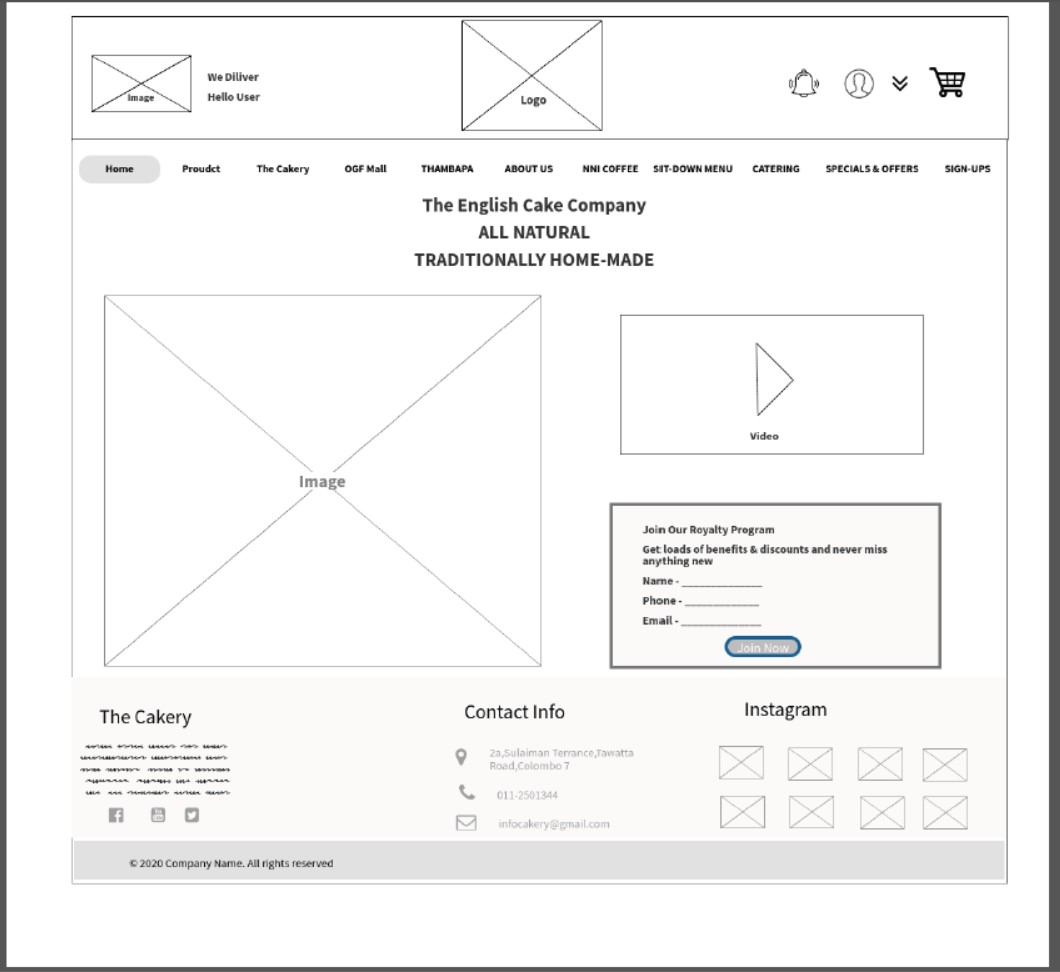 We Diliver
Hello User
Image
Logo
Home Proudct The Cakery OGF Mall THAMBAPA ABOUT US NNI COFFEE SIT-DOWN MENU CATERING SPECIALS & OFFERS SIGN-UPS
The English Cake Company
ALL NATURAL
TRADITIONALLY HOME-MADE
Image
Video
Join Our Royalty Program
Get loads of benefits & discounts and never miss
anything new
Name - ______________
Phone - _____________
Email - ______________
Join Now
The Cakery
Contact Info
2a,Sulaiman Terrance,Tawatta
Road,Colombo 7
011-2501344
infocakery@gmail.com
Instagram
© 2020 Company Name. All rights reserved